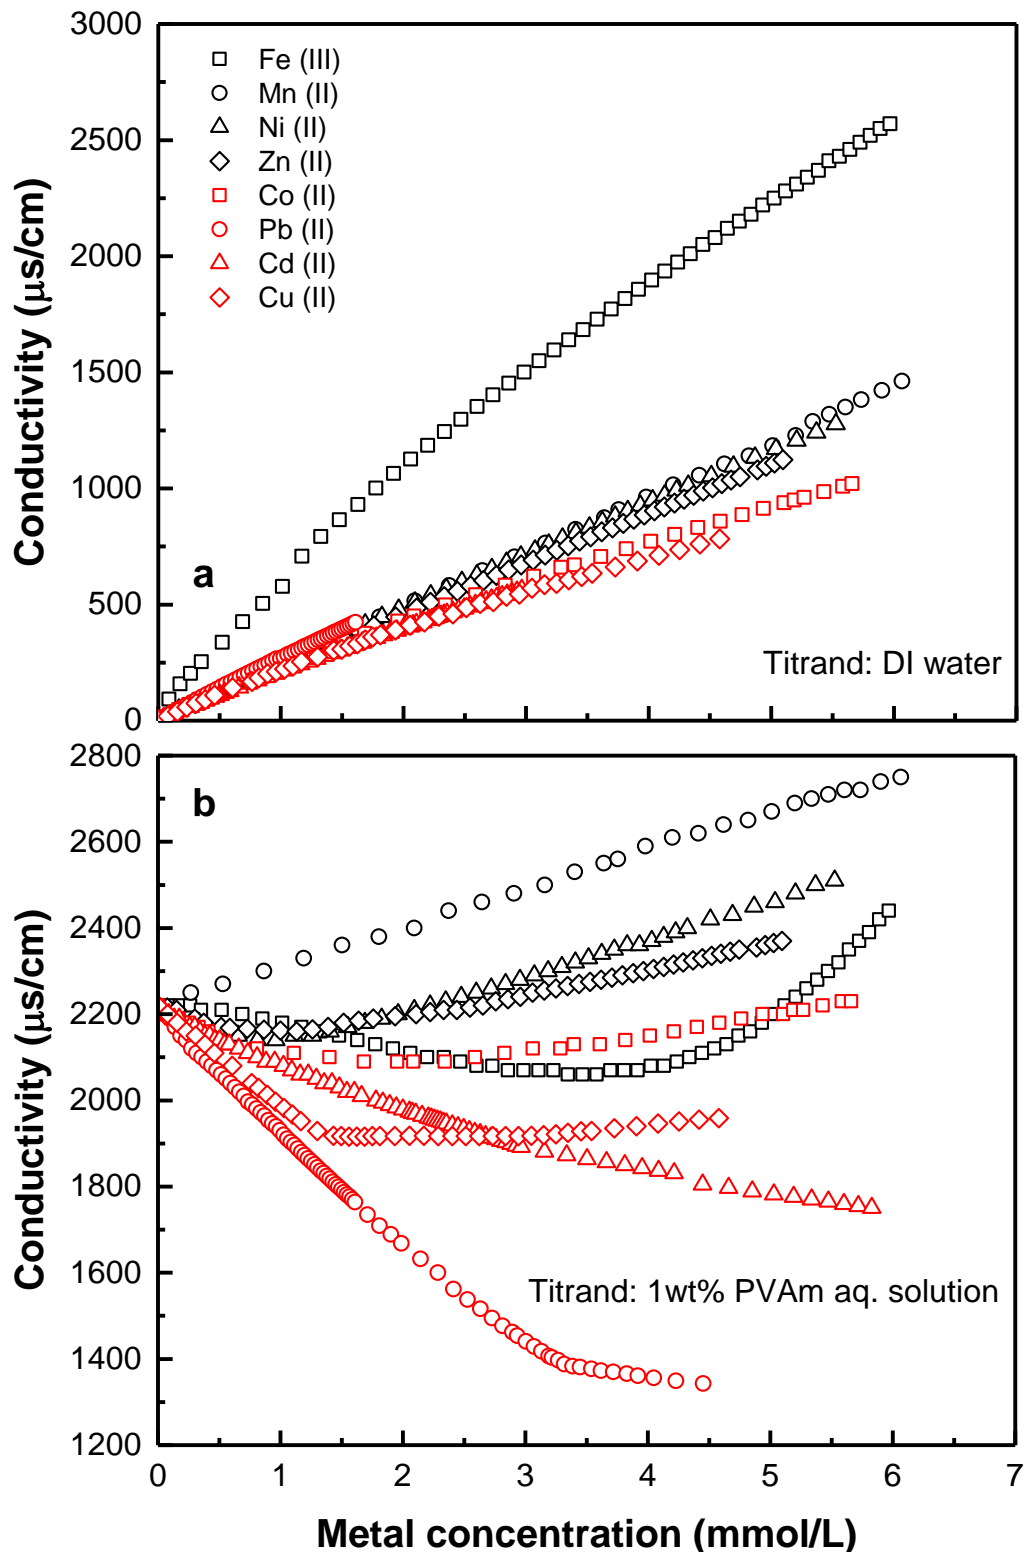 3000
Fe (III)
Mn (II)
Ni (II)
Zn (II)
Co (II)
Pb (II)
Cd (II)
Cu (II)
2500
2000
1500
1000
500
0
Conductivity (μs/cm)
a
Titrand: DI water
2800
b
2600
2400
2200
2000
1800
1600
1400
1200
Conductivity (μs/cm)
Titrand: 1wt% PVAm aq. solution
0 1 2 3 4 5 6 7
Metal concentration (mmol/L)